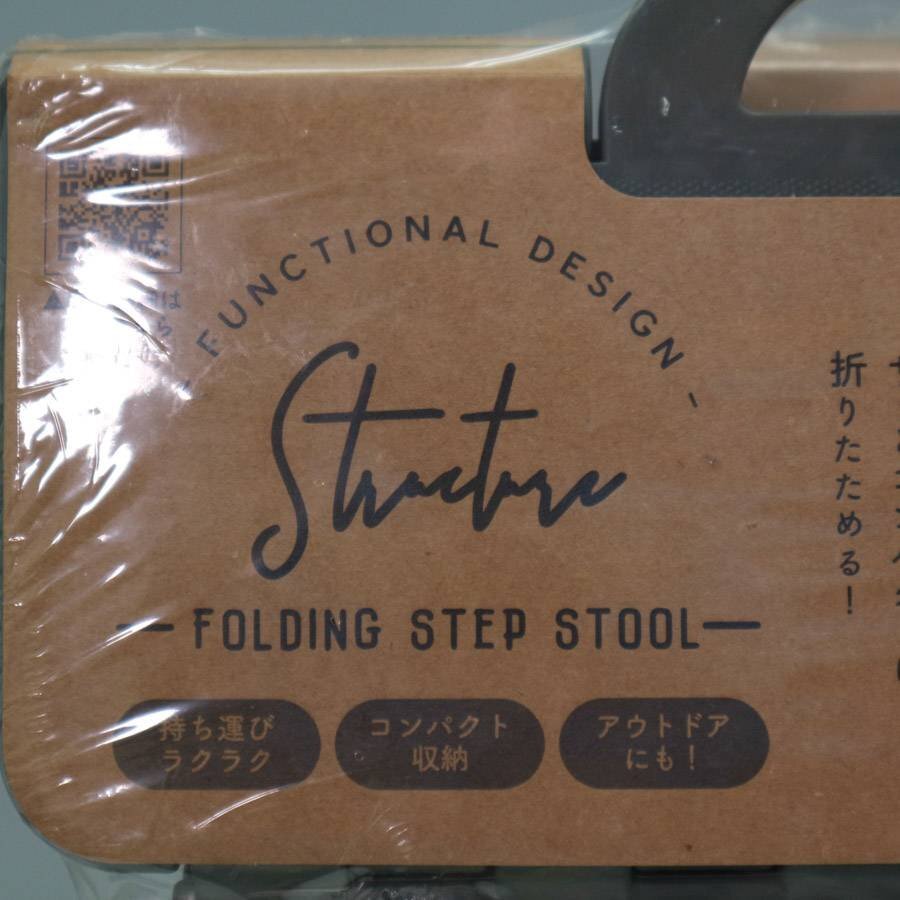 FUNCTIONAL DESIGN
Structure
FOLDING STEP STOOL
持ち運び
ラクラク
コンパクト
収納
アウトドア
にも!
折りたためる!